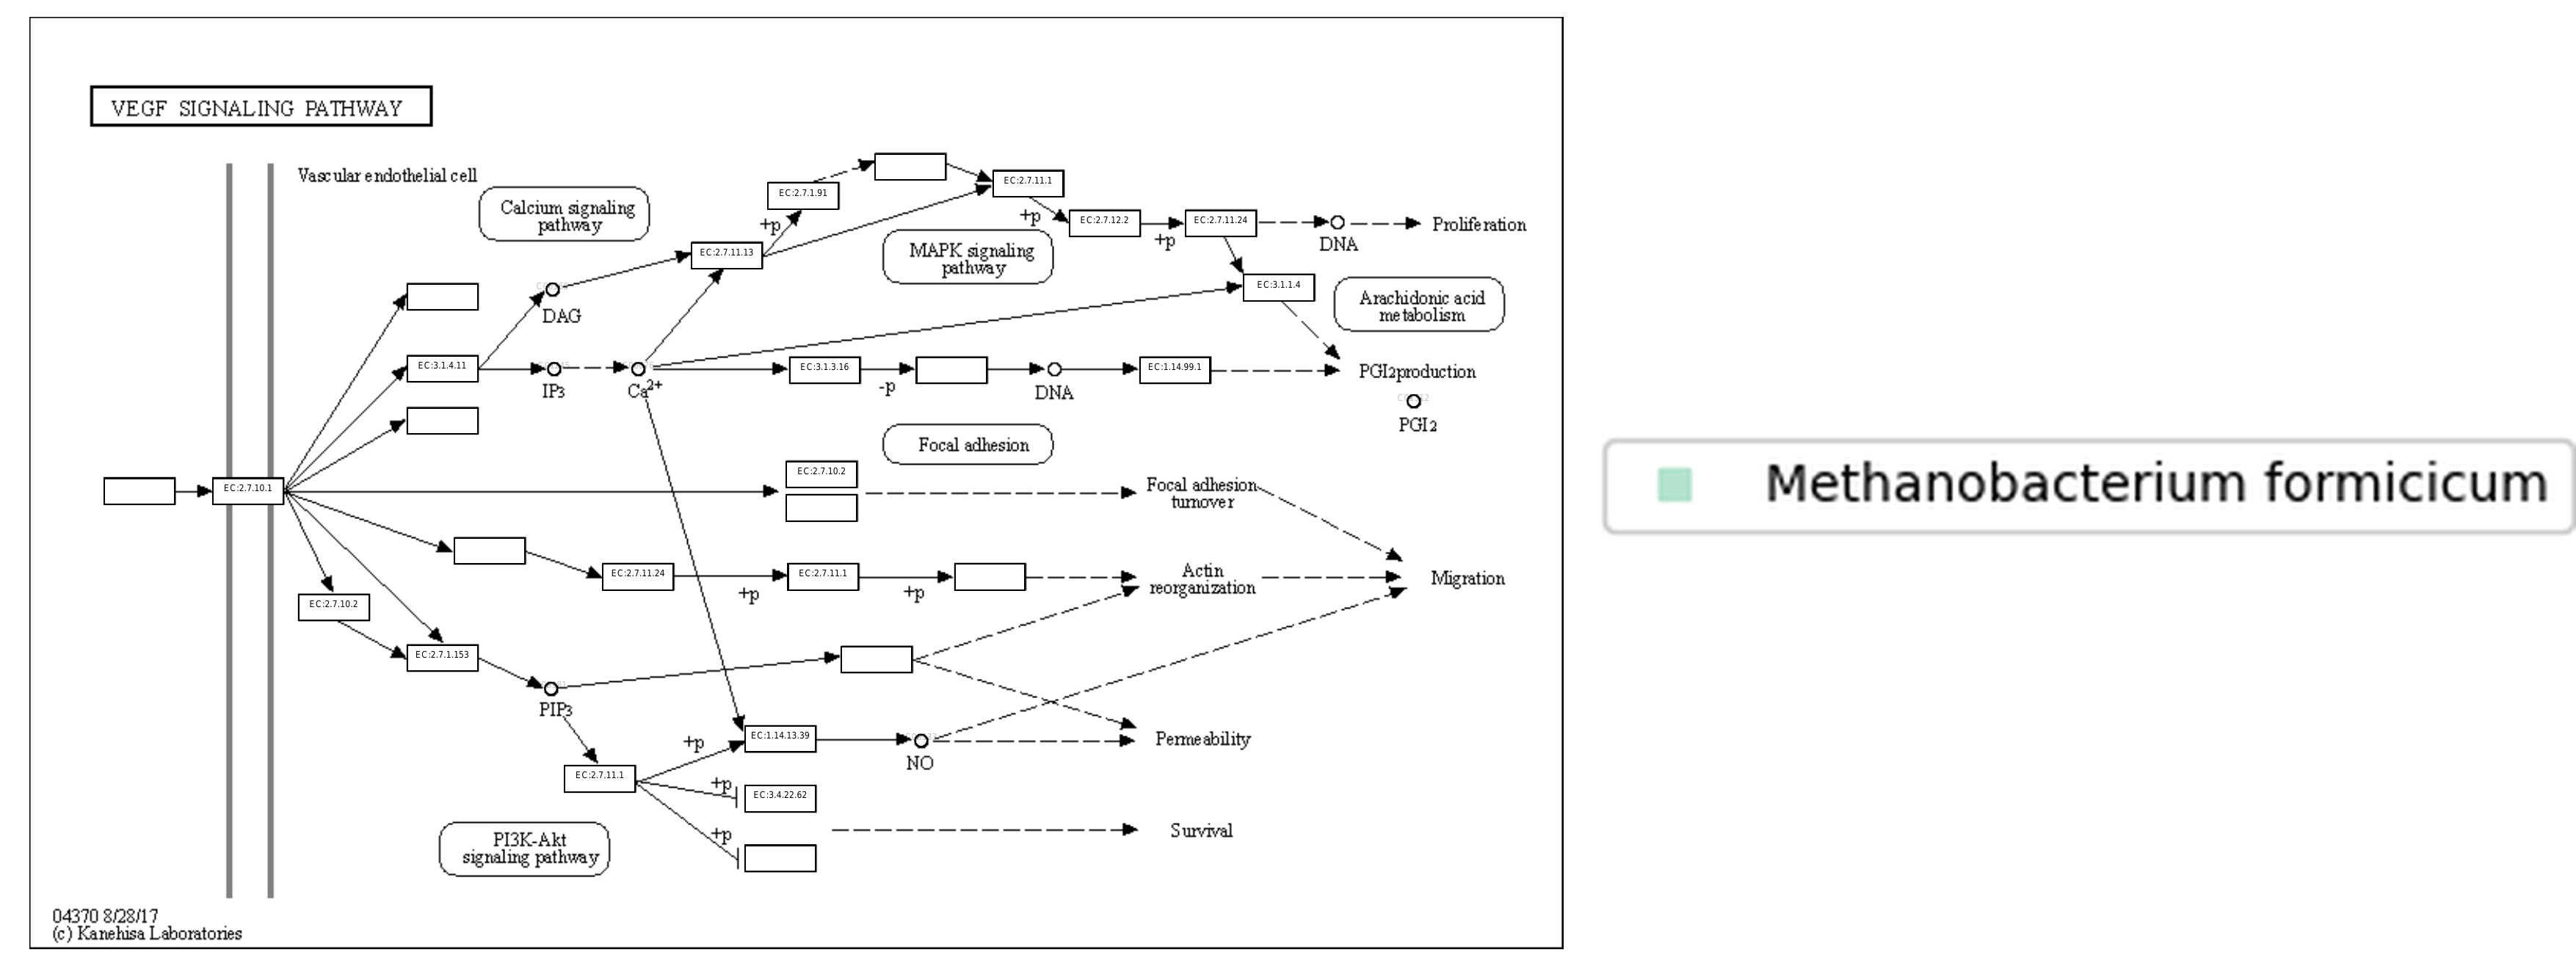 VEGF SIGNALING PATHWAY
Vascular endothelial cell
Calcium signaling
pathway
EC:2.7.1.91
+p
EC:2.7.11.1
+p
EC:2.7.12.2
+p
EC:2.7.11.24
DNA
Proliferation
EC:2.7.11.13
MAPK signaling
pathway
EC:3.1.1.4
Arachidonic acid
metabolism
DAG
EC:3.1.4.11
IP3
Ca2+
EC:3.1.3.16
-p
DNA
EC:1.14.99.1
PGI2production
PGI2
Focal adhesion
EC:2.7.10.1
EC:2.7.10.2
Focal adhesion
turnover
EC:2.7.11.24
+p
EC:2.7.11.1
+p
Actin
reorganization
Migration
EC:2.7.10.2
EC:2.7.1.153
PIP3
EC:2.7.11.1
+p
EC:1.14.13.39
NO
Permeability
+p
EC:3.4.22.62
+p
Survival
PI3K-Akt
signaling pathway
04370 8/28/17
(c) Kanehisa Laboratories
Methanobacterium formicicum